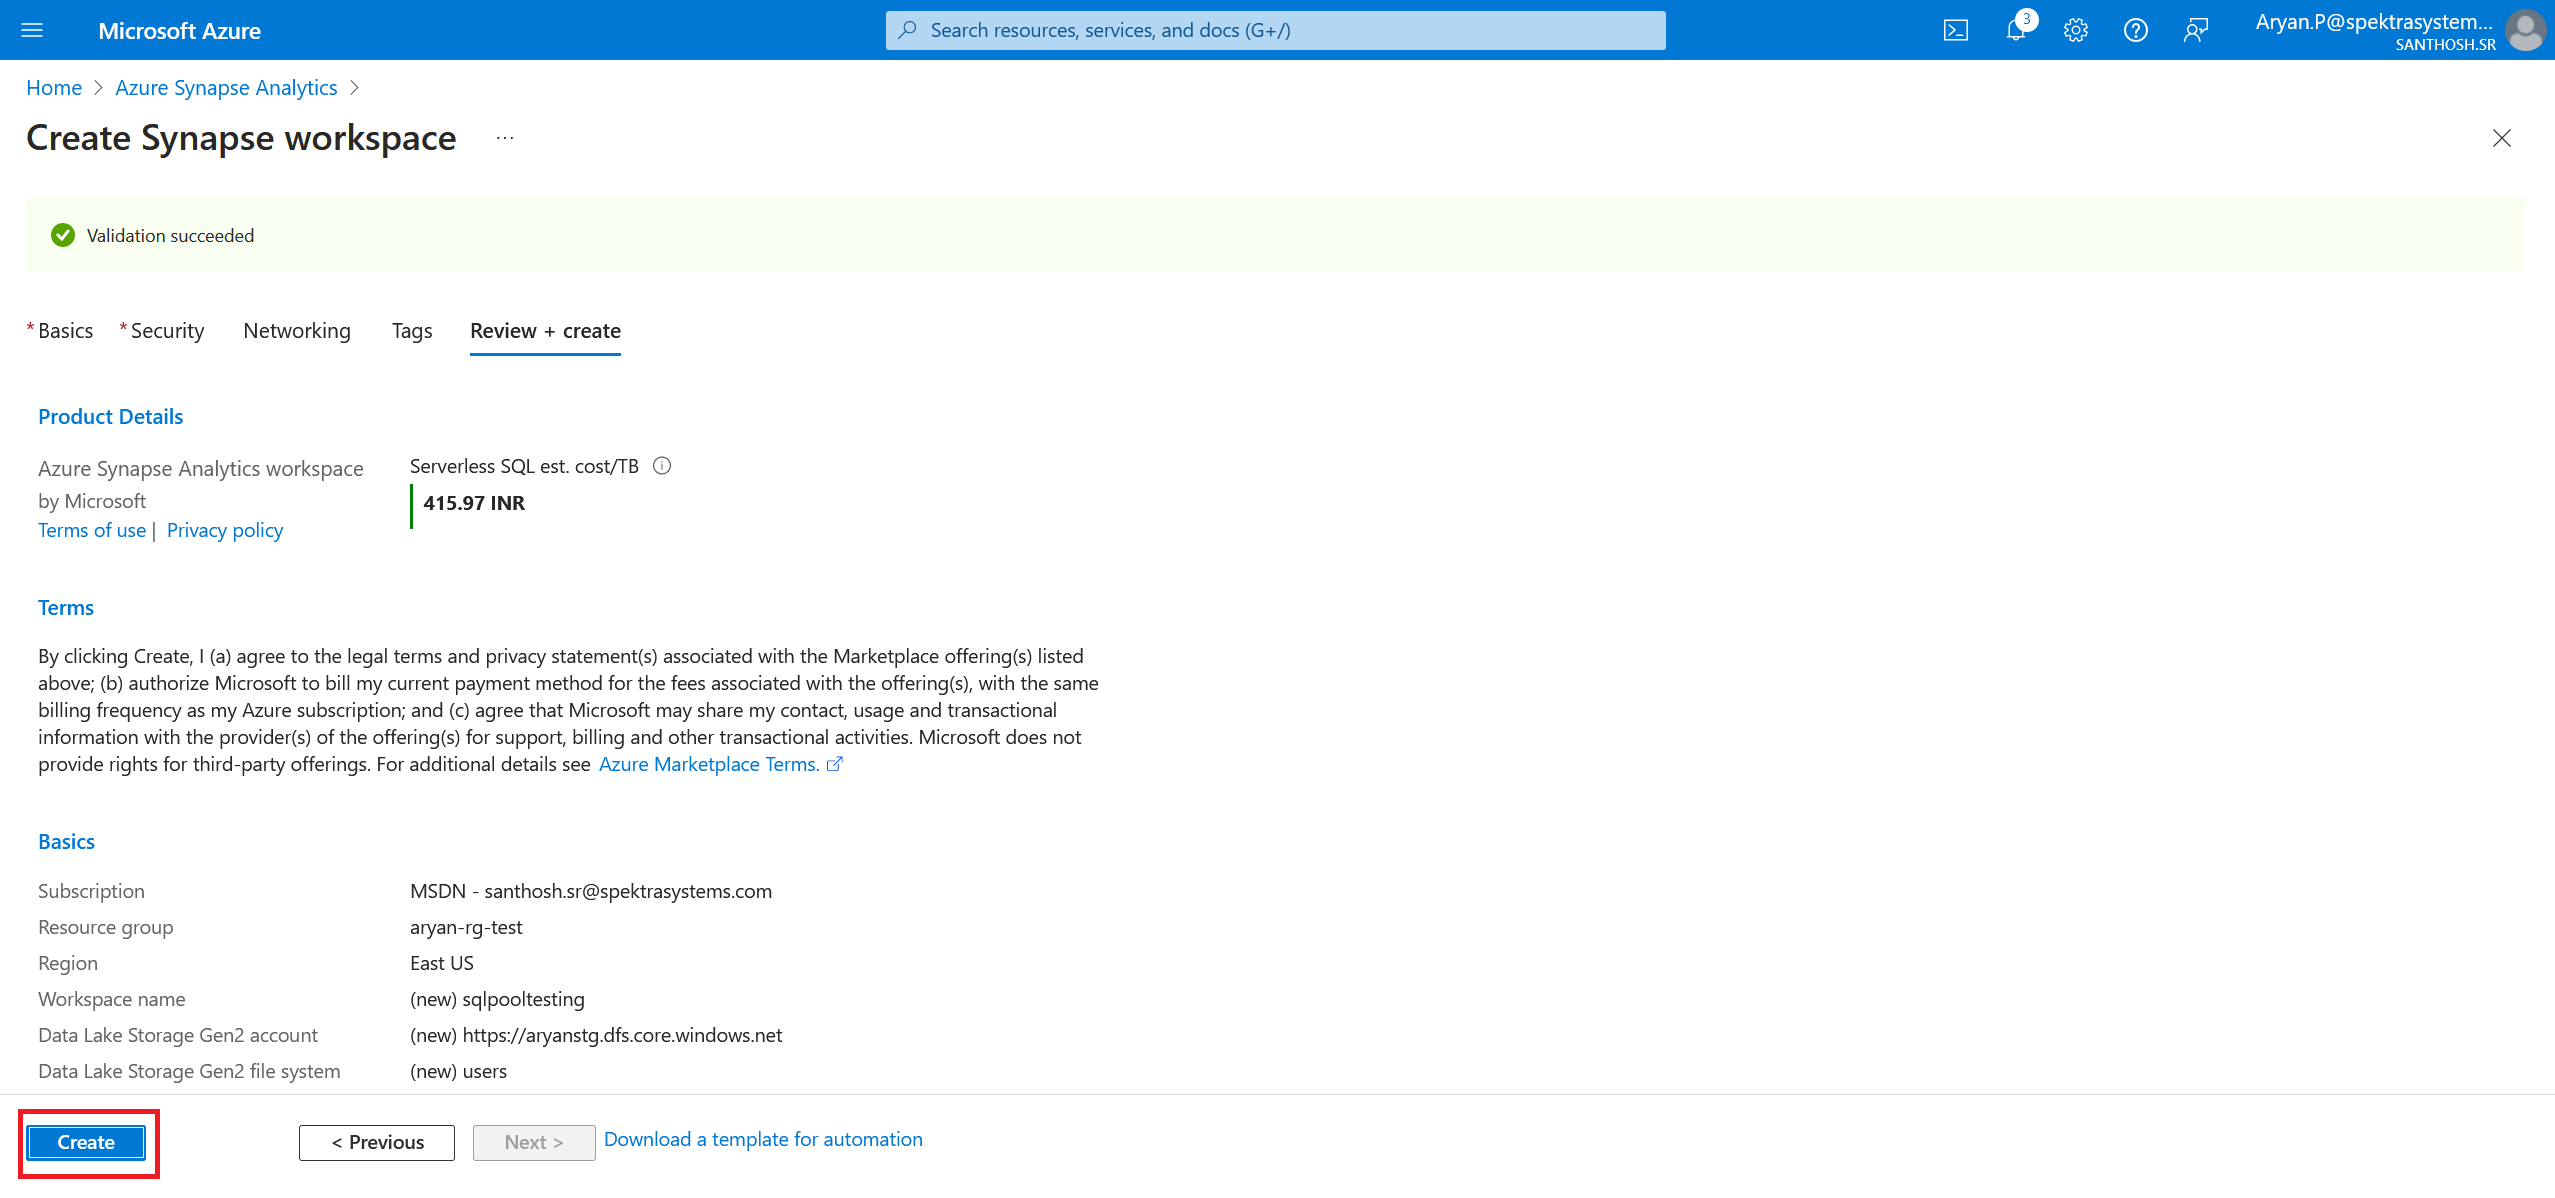 Microsoft Azure
Search resources, services, and docs (G+/)
3
Aryan.P@spektrasystem...
SANTHOSH.SR
Home > Azure Synapse Analytics >
Create Synapse workspace ...
Validation succeeded
* Basics * Security Networking Tags Review + create
Product Details
Azure Synapse Analytics workspace
by Microsoft
Terms of use | Privacy policy
Serverless SQL est. cost/TB
415.97 INR
Terms
By clicking Create, I (a) agree to the legal terms and privacy statement(s) associated with the Marketplace offering(s) listed
above; (b) authorize Microsoft to bill my current payment method for the fees associated with the offering(s), with the same
billing frequency as my Azure subscription; and (c) agree that Microsoft may share my contact, usage and transactional
information with the provider(s) of the offering(s) for support, billing and other transactional activities. Microsoft does not
provide rights for third-party offerings. For additional details see Azure Marketplace Terms.
Basics
Subscription MSDN - santhosh.sr@spektrasystems.com
Resource group aryan-rg-test
Region East US
Workspace name (new) sqlpooltesting
Data Lake Storage Gen2 account (new) https://aryanstg.dfs.core.windows.net
Data Lake Storage Gen2 file system (new) users
Create < Previous Next > Download a template for automation